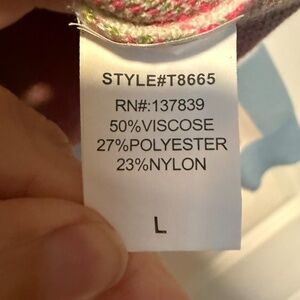 STYLE#T8665
RN#:137839
50%VISCOSE
27%POLYESTER
23%NYLON
L